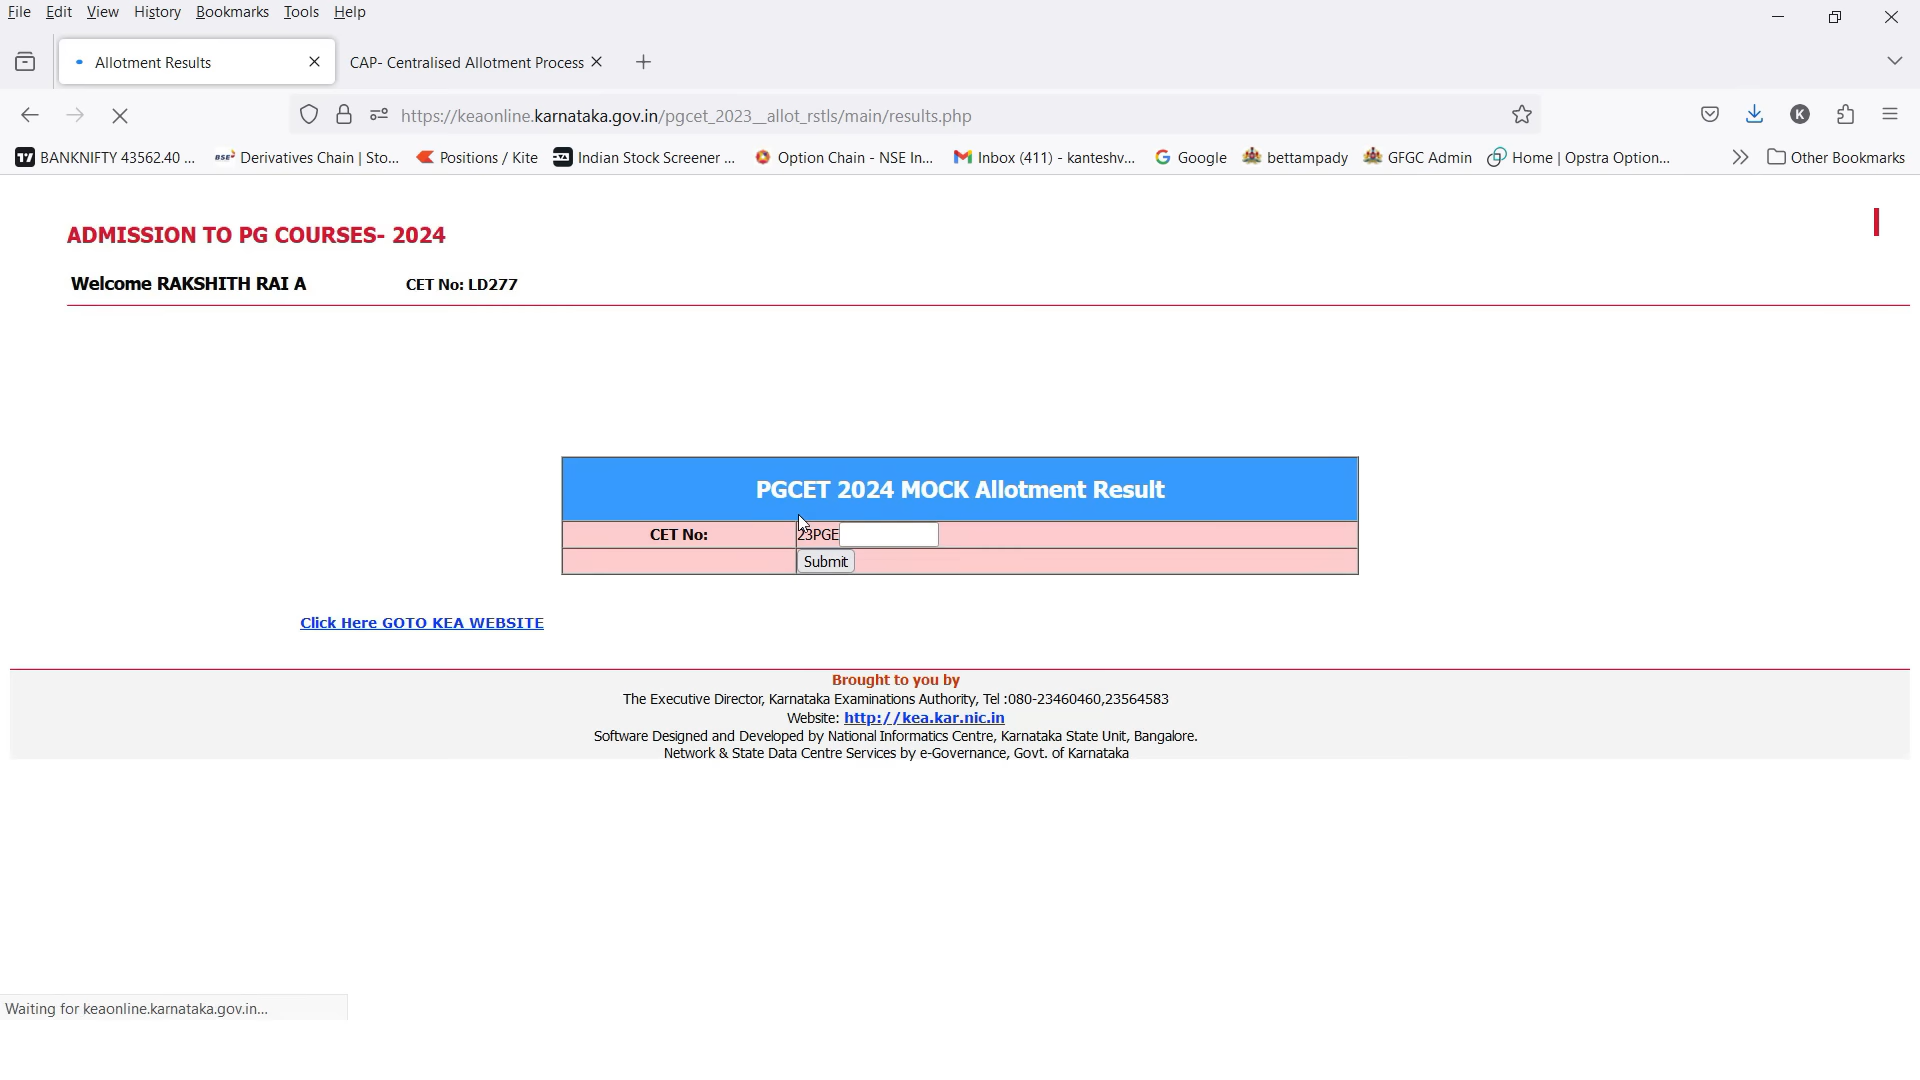 File Edit View History Bookmarks Tools Help
Allotment Results
CAP- Centralised Allotment Process
https://keaonline.karnataka.gov.in/pgcet_2023__allot_rstls/main/results.php
K
BANKNIFTY 43562.40 ...
BSE Derivatives Chain | Sto...
Positions / Kite
Indian Stock Screener ...
Option Chain - NSE In...
Inbox (411) - kanteshv...
Google
bettampady
GFGC Admin
Home | Opstra Option...
Other Bookmarks
ADMISSION TO PG COURSES- 2024
Welcome RAKSHITH RAI A CET No: LD277
PGCET 2024 MOCK Allotment Result
CET No: 23PGE
Submit
Click Here GOTO KEA WEBSITE
Brought to you by
The Executive Director, Karnataka Examinations Authority, Tel :080-23460460,23564583
Website: http://kea.kar.nic.in
Software Designed and Developed by National Informatics Centre, Karnataka State Unit, Bangalore.
Network & State Data Centre Services by e-Governance, Govt. of Karnataka
Waiting for keaonline.karnataka.gov.in...